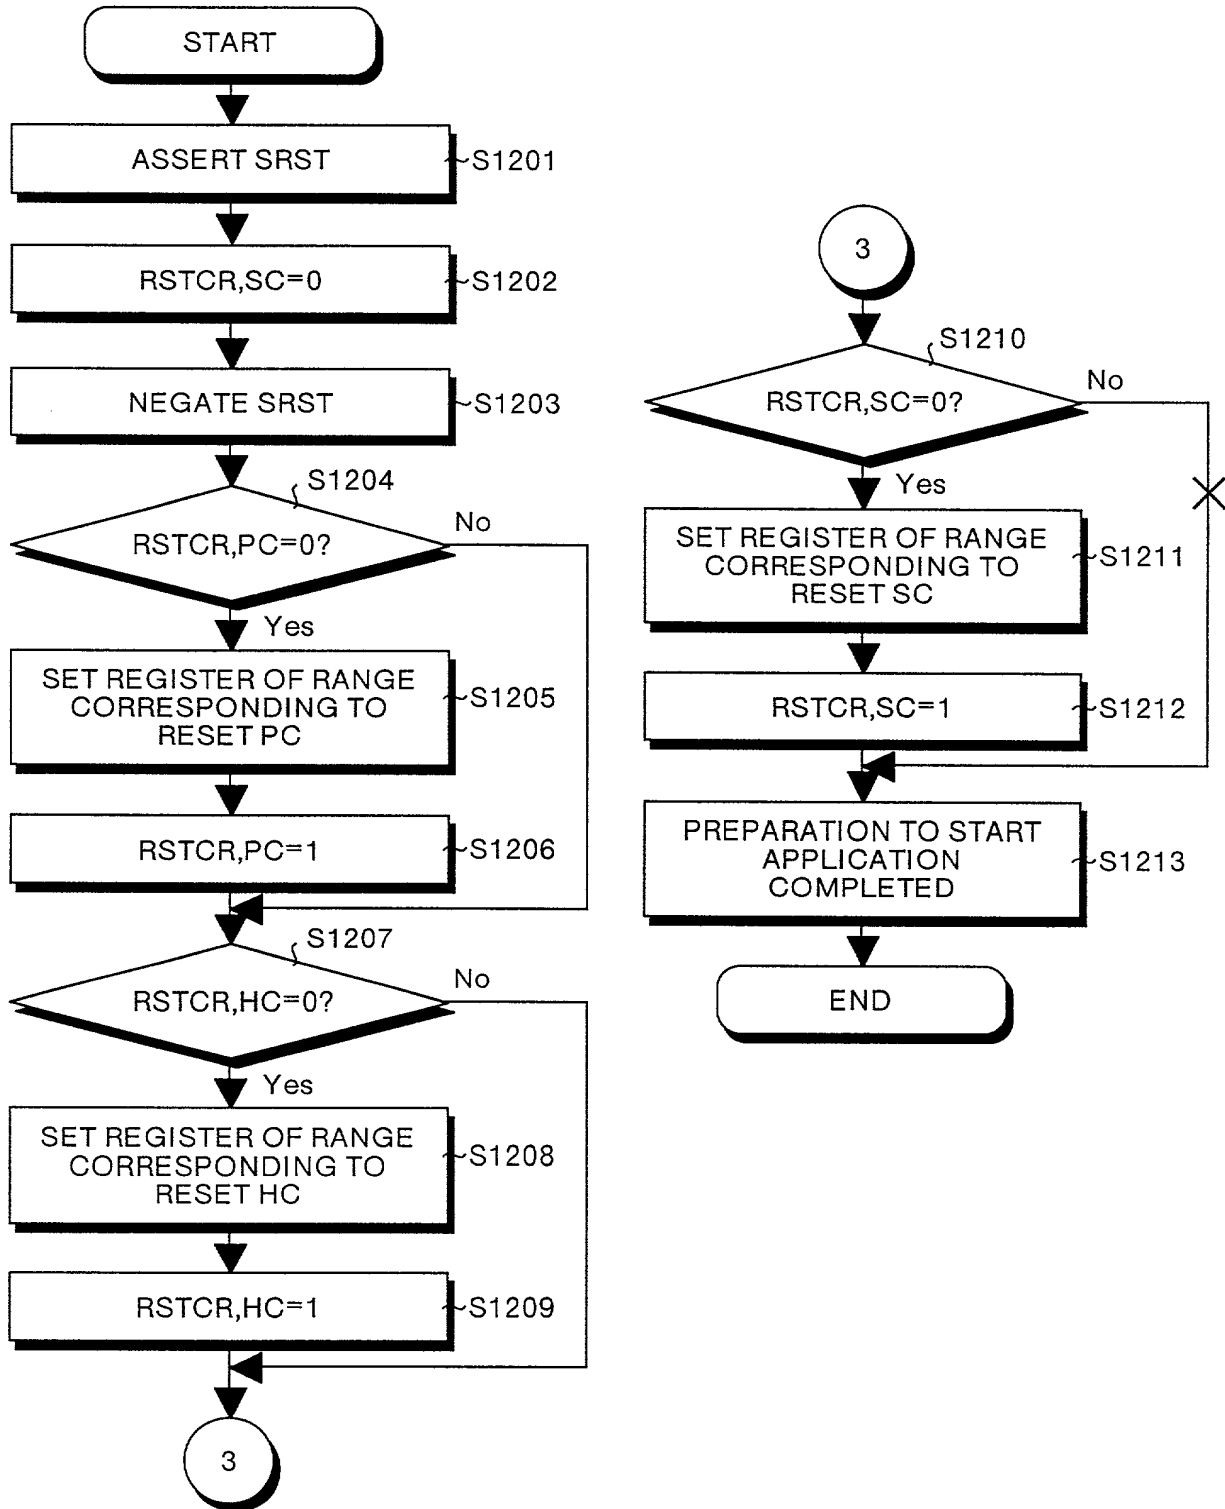 START
ASSERT SRST
S1201
RSTCR,SC=0
S1202
NEGATE SRST
S1203
S1204
RSTCR,PC=0?
No
Yes
SET REGISTER OF RANGE
CORRESPONDING TO
RESET PC
S1205
RSTCR,PC=1
S1206
S1207
RSTCR,HC=0?
No
Yes
SET REGISTER OF RANGE
CORRESPONDING TO
RESET HC
S1208
RSTCR,HC=1
S1209
3
3
S1210
RSTCR,SC=0?
No
Yes
SET REGISTER OF RANGE
CORRESPONDING TO
RESET SC
S1211
RSTCR,SC=1
S1212
PREPARATION TO START
APPLICATION
COMPLETED
S1213
END